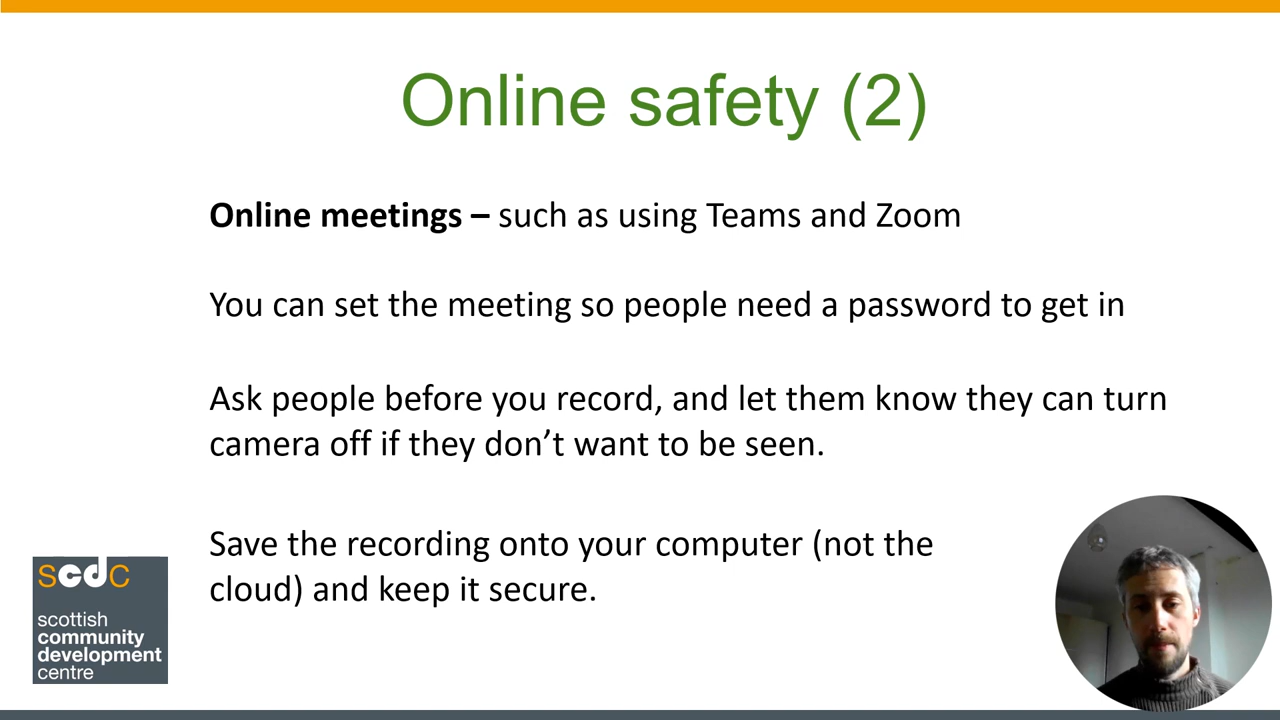 Online safety (2)
Online meetings – such as using Teams and Zoom
You can set the meeting so people need a password to get in
Ask people before you record, and let them know they can turn
camera off if they don’t want to be seen.
Save the recording onto your computer (not the
cloud) and keep it secure.
scdc
scottish
community
development
centre